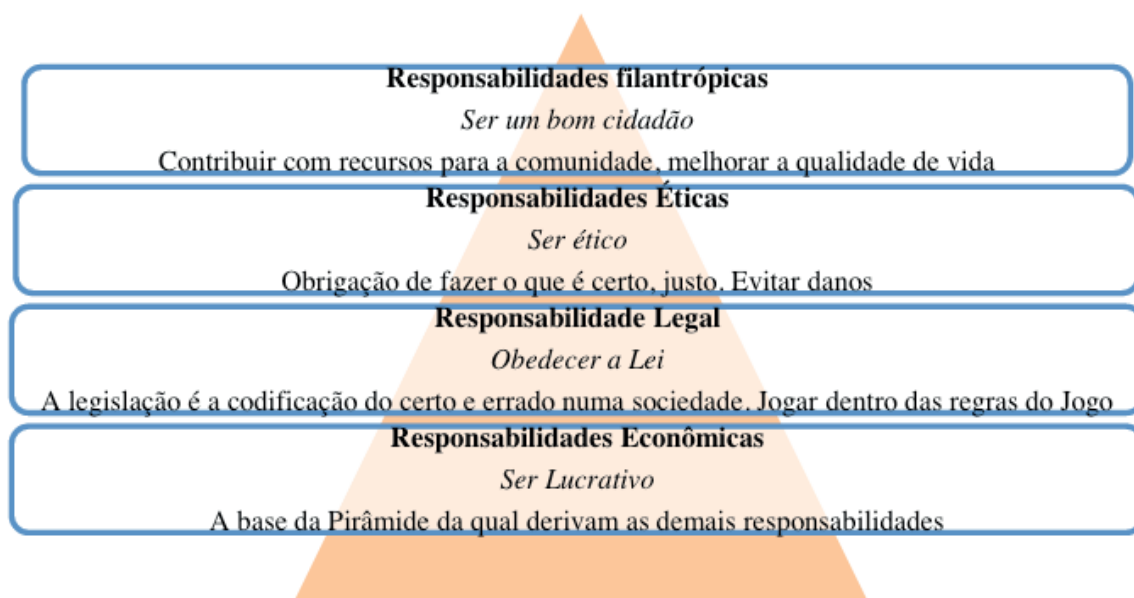 Responsabilidades filantrópicas
Ser um bom cidadão
Contribuir com recursos para a comunidade, melhorar a qualidade de vida
Responsabilidades Éticas
Ser ético
Obrigação de fazer o que é certo, justo. Evitar danos
Responsabilidade Legal
Obedecer a Lei
A legislação é a codificação do certo e errado numa sociedade. Jogar dentro das regras do Jogo
Responsabilidades Econômicas
Ser Lucrativo
A base da Pirâmide da qual derivam as demais responsabilidades